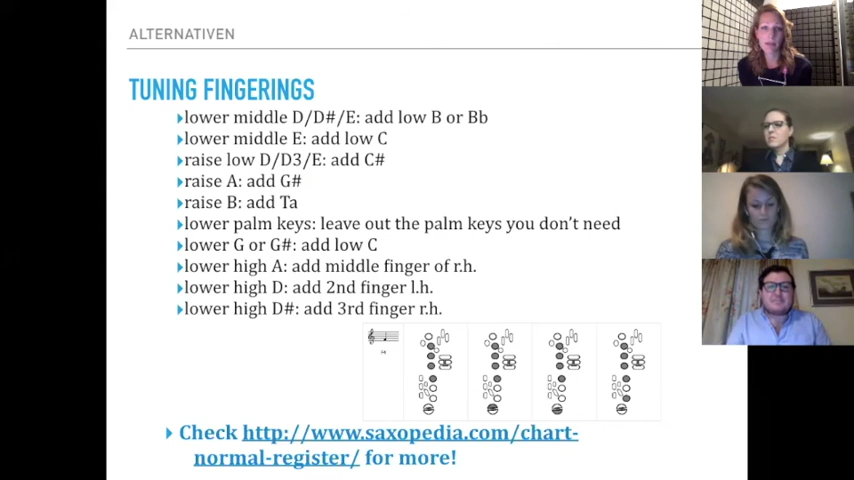 ALTERNATIVEN
TUNING FINGERINGS
lower middle D/D#/E: add low B or Bb
lower middle E: add low C
raise low D/D3/E: add C#
raise A: add G#
raise B: add Ta
lower palm keys: leave out the palm keys you don't need
lower G or G#: add low C
lower high A: add middle finger of r.h.
lower high D: add 2nd finger l.h.
lower high D#: add 3rd finger r.h.
Check http://www.saxopedia.com/chart-
normal-register/ for more!